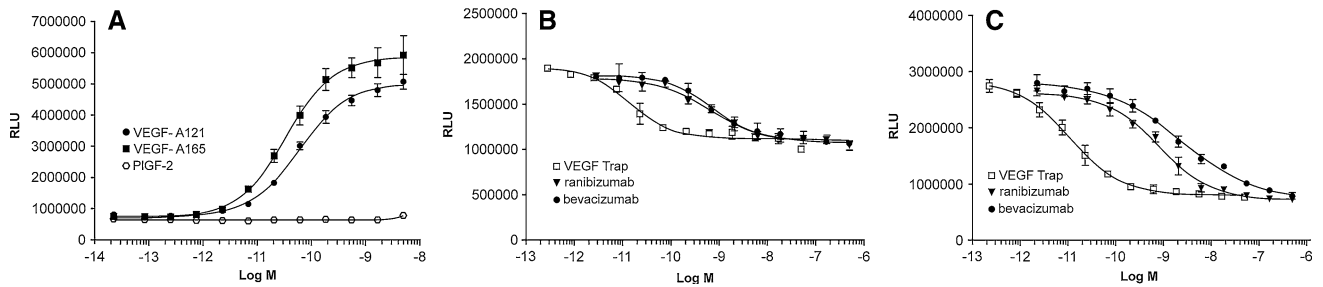 A
7000000
6000000
5000000
4000000
3000000
2000000
1000000
0
RLU
VEGF- A121
VEGF- A165
PlGF-2
-14 -13 -12 -11 -10 -9 -8
Log M
B
2500000
2000000
1500000
1000000
500000
0
RLU
VEGF Trap
ranibizumab
bevacizumab
-13 -12 -11 -10 -9 -8 -7 -6
Log M
C
4000000
3000000
2000000
1000000
0
RLU
VEGF Trap
ranibizumab
bevacizumab
-13 -12 -11 -10 -9 -8 -7 -6
Log M